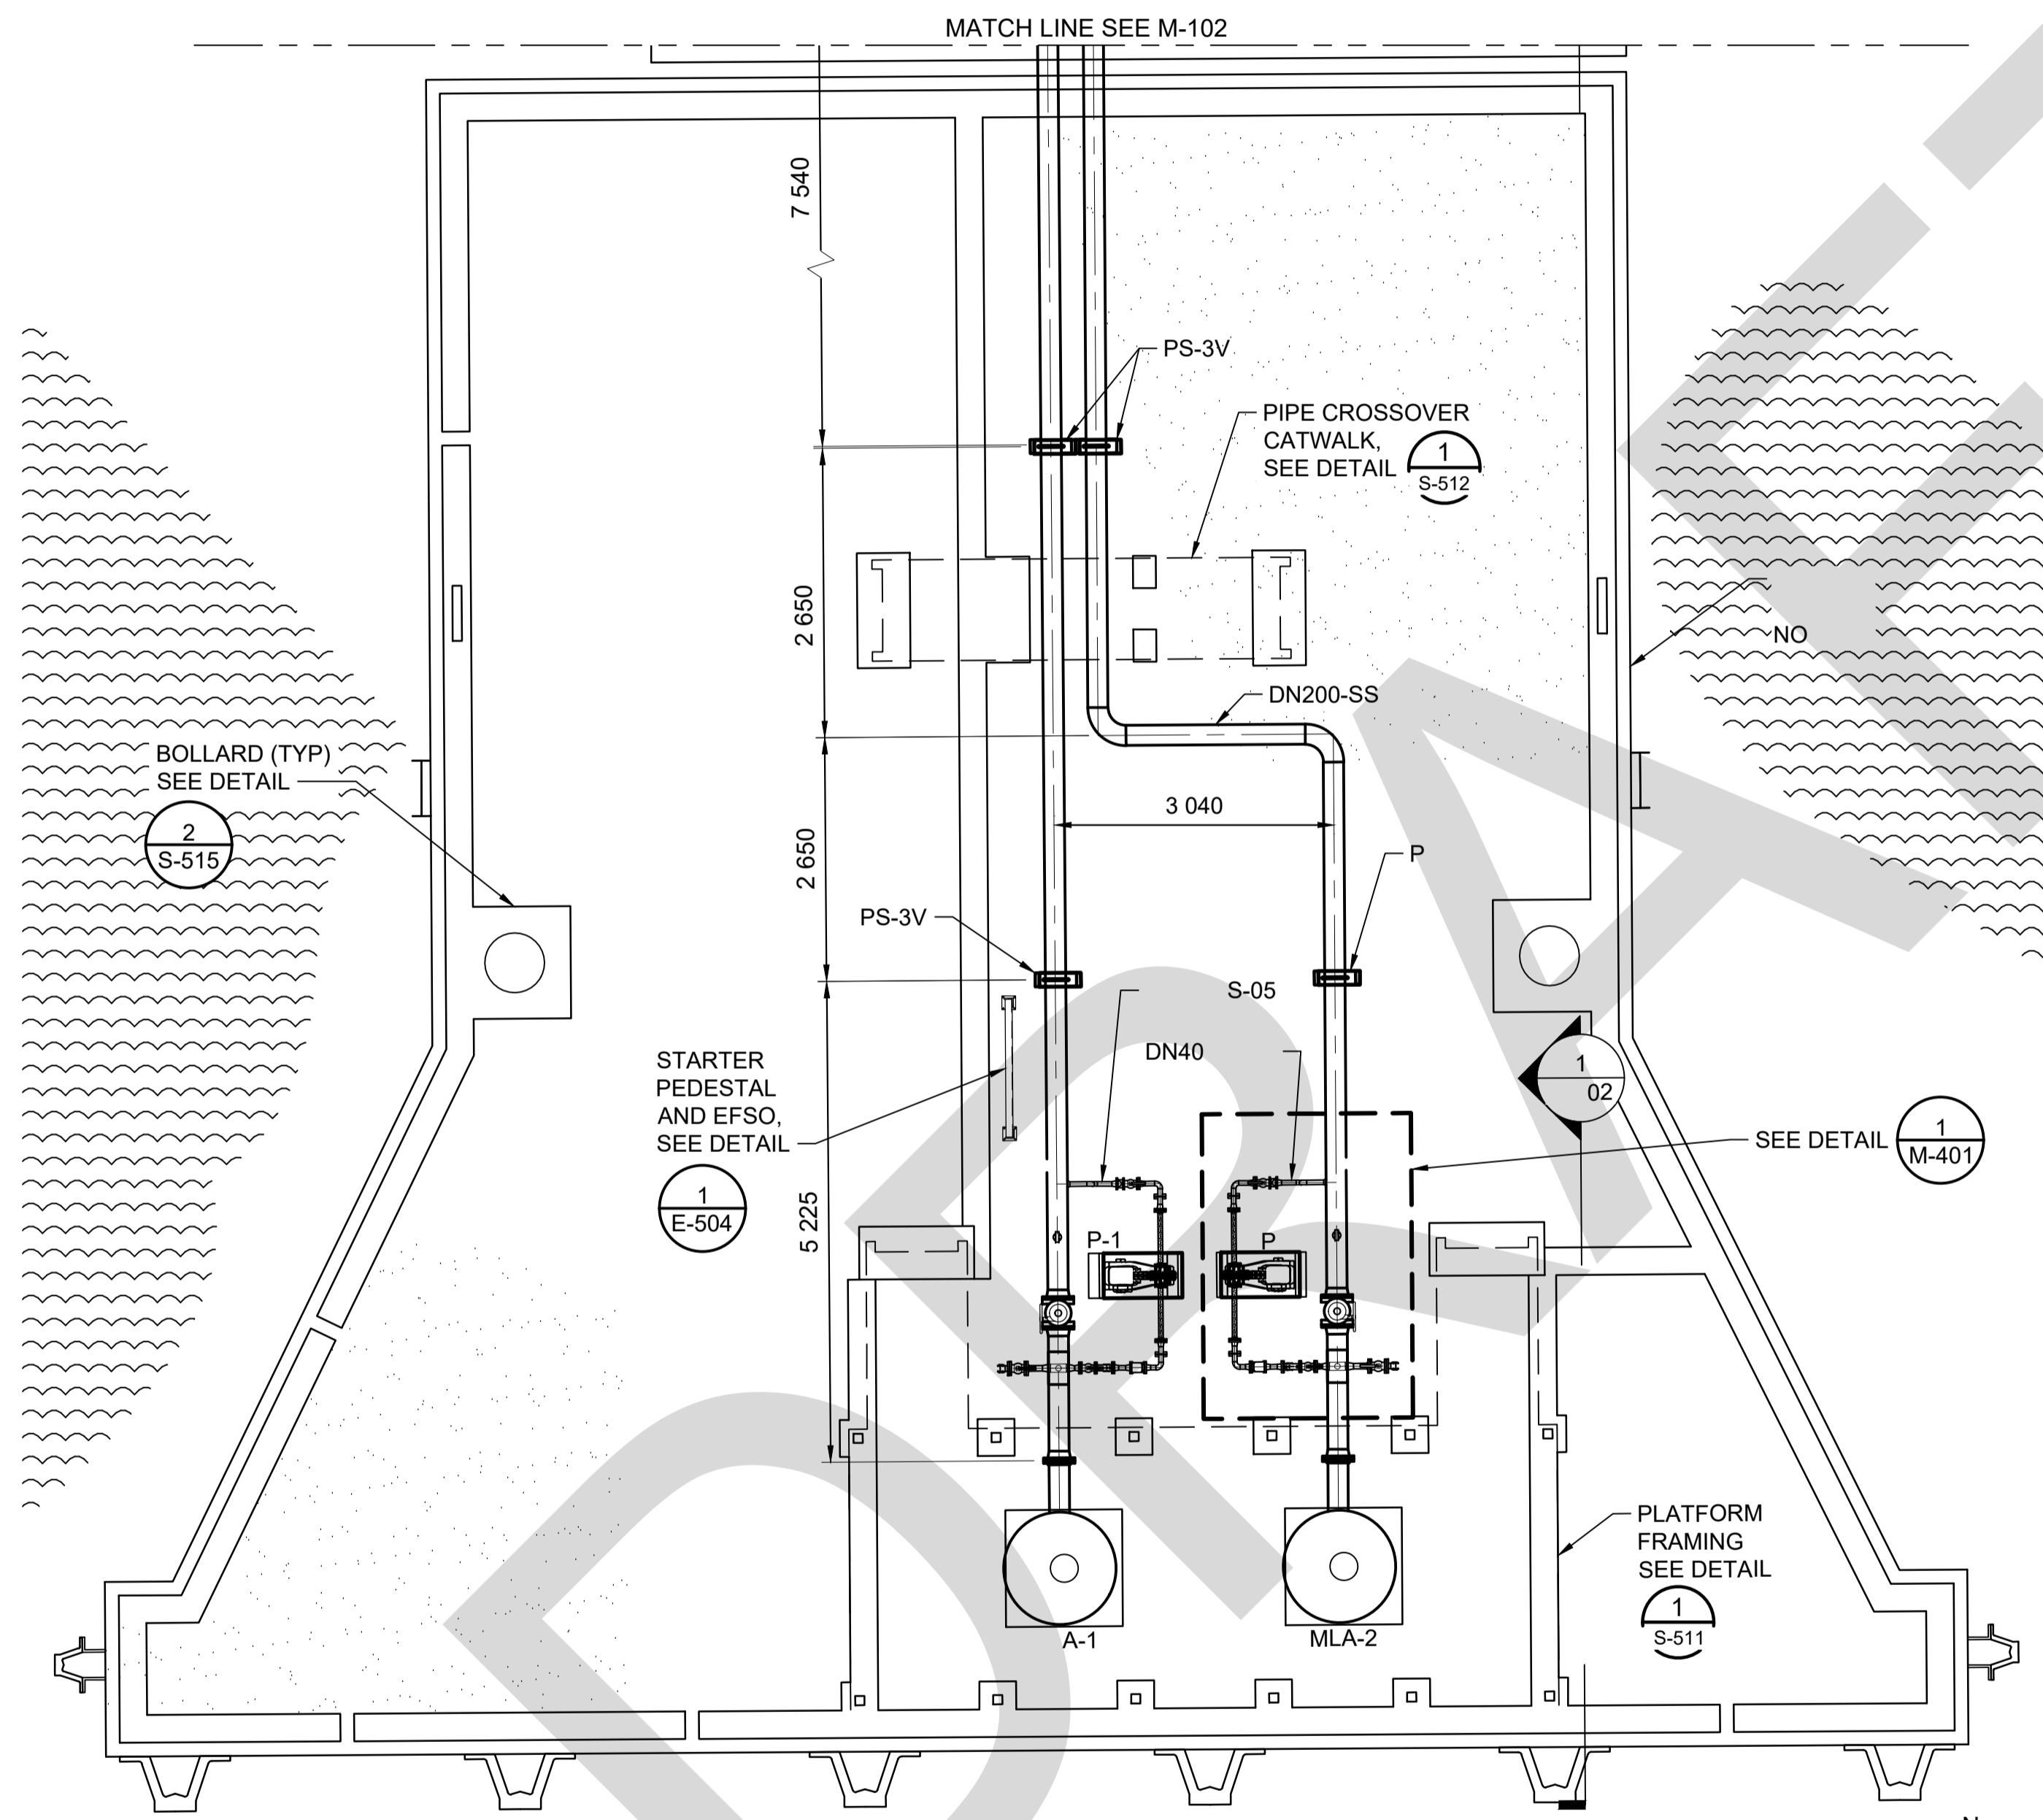 MATCH LINE SEE M-102
7 540
PS-3V
PIPE CROSSOVER
CATWALK,
SEE DETAIL
1
S-512
2 650
NO
DN200-SS
BOLLARD (TYP)
SEE DETAIL
2
S-515
3 040
2 650
P
PS-3V
S-05
DN40
STARTER
PEDESTAL
AND EFSO,
SEE DETAIL
1
E-504
1
02
SEE DETAIL
1
M-401
5 225
P-1
P
PLATFORM
FRAMING
SEE DETAIL
1
S-511
A-1
MLA-2
DRAFT